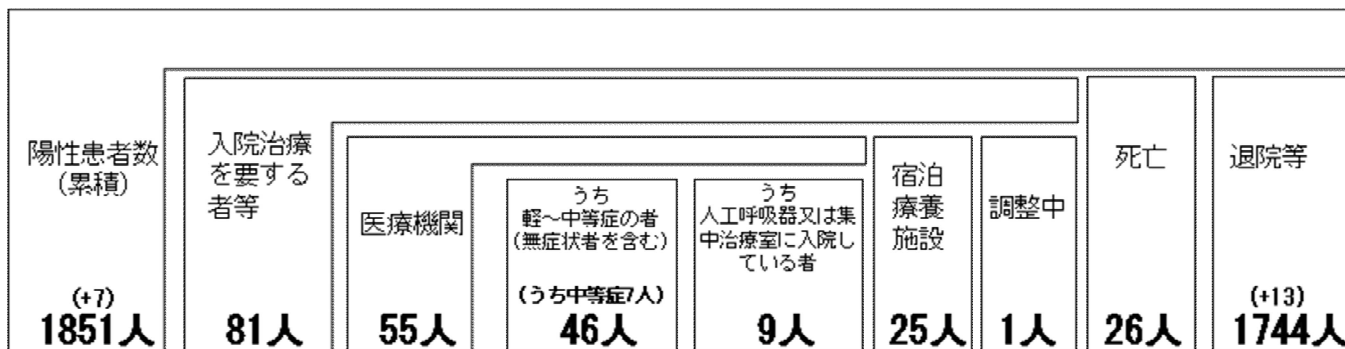 陽性患者数
(累積)
(+7)
1851人
入院治療
を要する
者等
81人
医療機関
55人
うち
軽～中等症の者
(無症状者を含む)
(うち中等症7人)
46人
うち
人工呼吸器又は集
中治療室に入院し
ている者
9人
宿泊
療養
施設
25人
調整中
1人
死亡
26人
退院等
(+13)
1744人